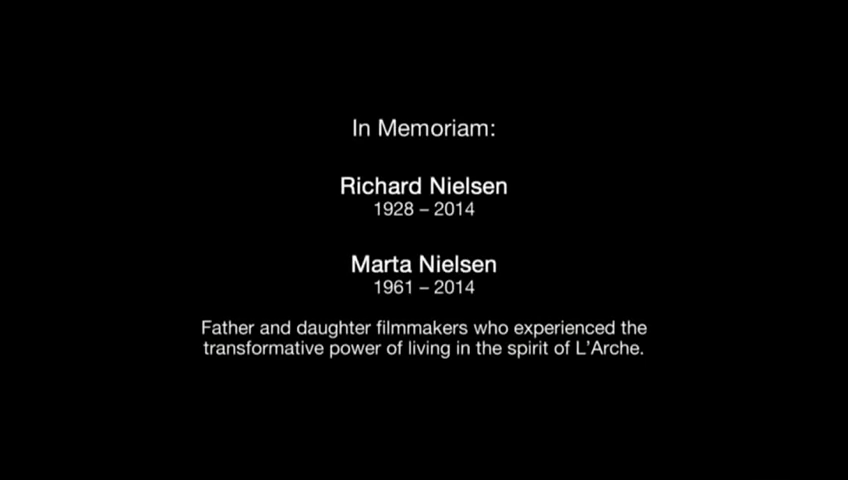 In Memoriam:
Richard Nielsen
1928 – 2014
Marta Nielsen
1961 – 2014
Father and daughter filmmakers who experienced the
transformative power of living in the spirit of L'Arche.